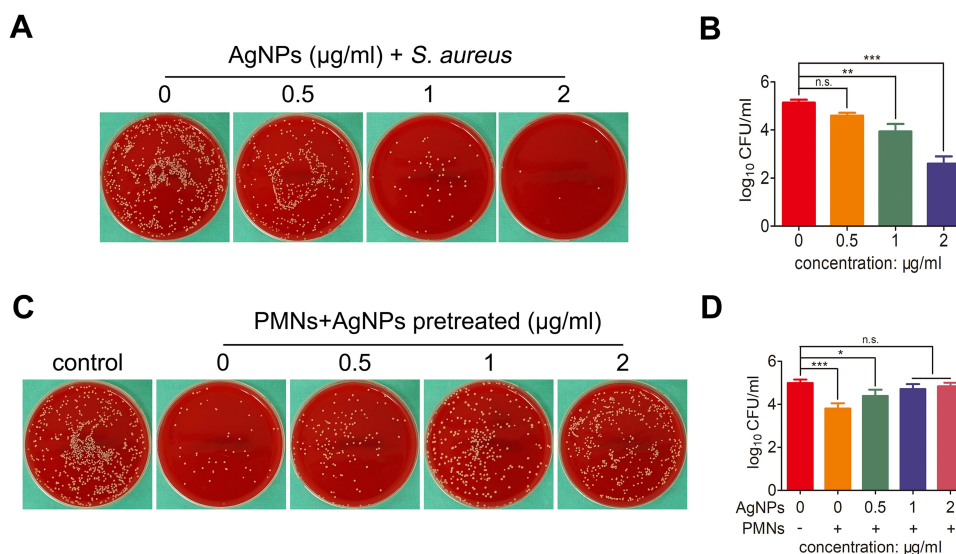 A
AgNPs (µg/ml) + S. aureus
0 0.5 1 2
B
***
**
n.s.
6
4
2
0
log10 CFU/ml
0 0.5 1 2
concentration: µg/ml
C
PMNs+AgNPs pretreated (µg/ml)
control 0 0.5 1 2
D
n.s.
*
***
6
4
2
0
log10 CFU/ml
AgNPs 0 0 0.5 1 2
PMNs - + + + +
concentration: µg/ml